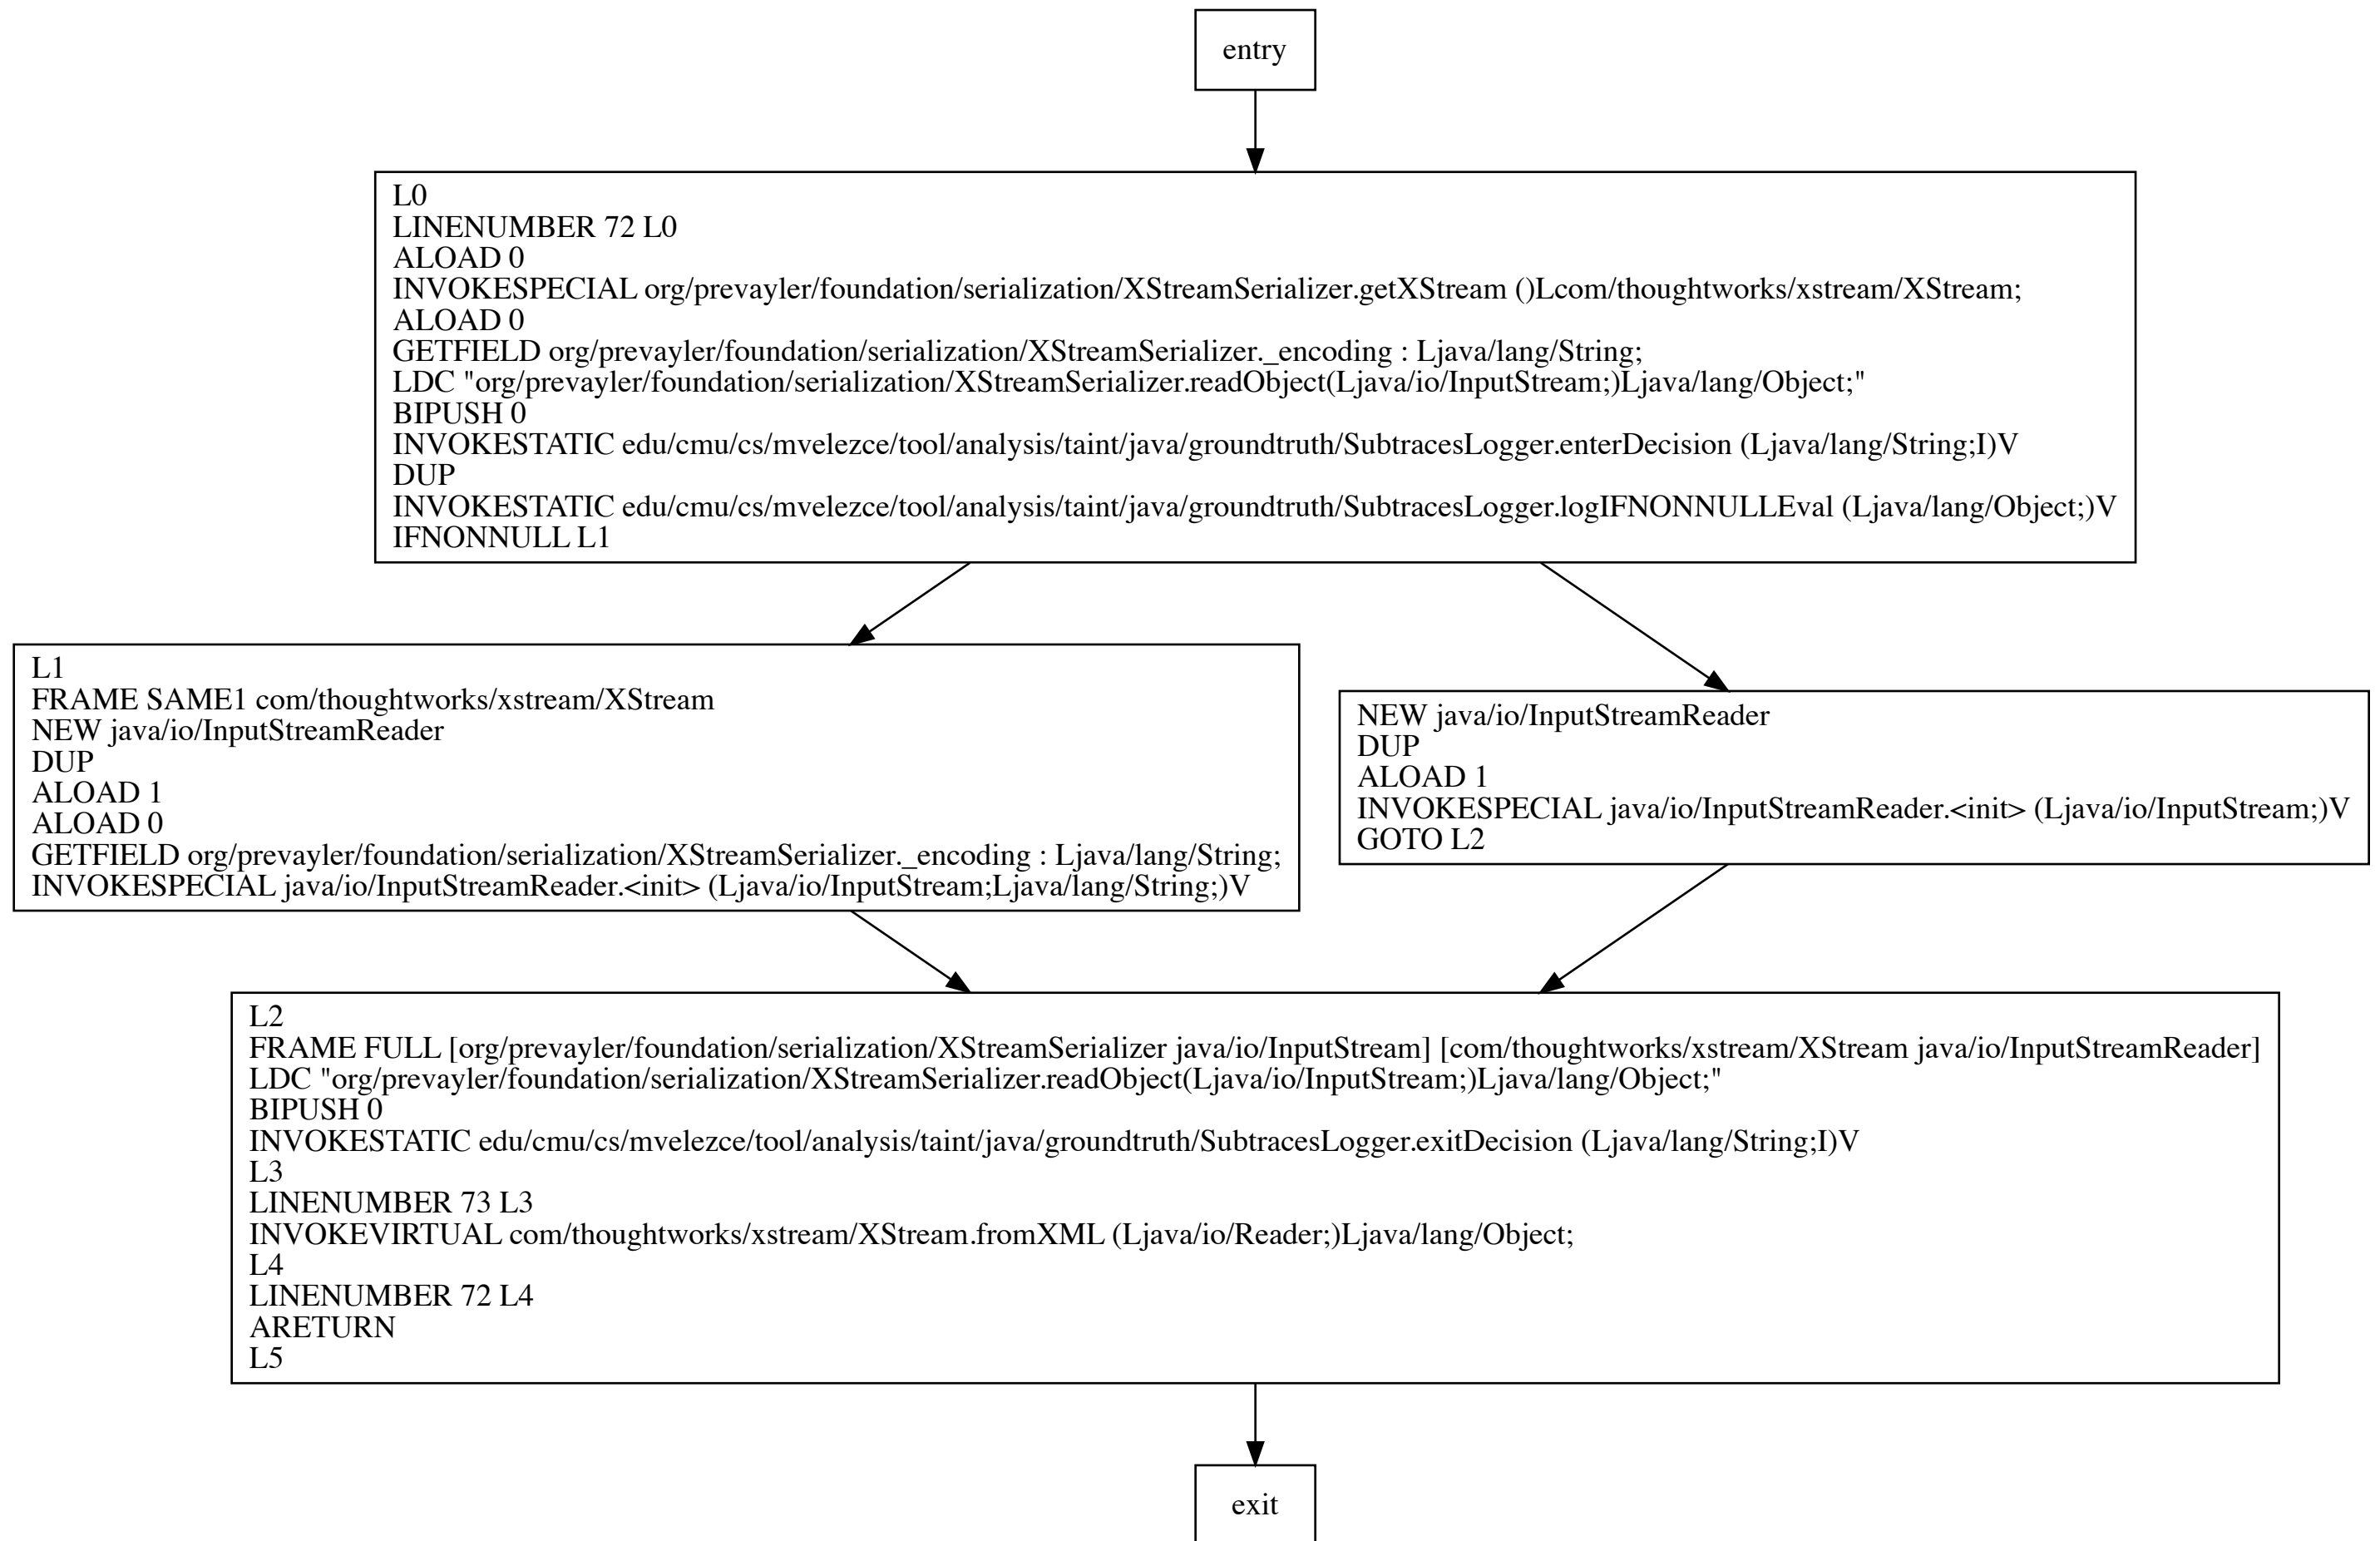 entry
L0
LINENUMBER 72 L0
ALOAD 0
INVOKESPECIAL org/prevayler/foundation/serialization/XStreamSerializer.getXStream ()Lcom/thoughtworks/xstream/XStream;
ALOAD 0
GETFIELD org/prevayler/foundation/serialization/XStreamSerializer._encoding : Ljava/lang/String;
LDC "org/prevayler/foundation/serialization/XStreamSerializer.readObject(Ljava/io/InputStream;)Ljava/lang/Object;"
BIPUSH 0
INVOKESTATIC edu/cmu/cs/mvelezce/tool/analysis/taint/java/groundtruth/SubtracesLogger.enterDecision (Ljava/lang/String;I)V
DUP
INVOKESTATIC edu/cmu/cs/mvelezce/tool/analysis/taint/java/groundtruth/SubtracesLogger.logIFNONNULLEval (Ljava/lang/Object;)V
IFNONNULL L1
L1
FRAME SAME1 com/thoughtworks/xstream/XStream
NEW java/io/InputStreamReader
DUP
ALOAD 1
ALOAD 0
GETFIELD org/prevayler/foundation/serialization/XStreamSerializer._encoding : Ljava/lang/String;
INVOKESPECIAL java/io/InputStreamReader.<init> (Ljava/io/InputStream;Ljava/lang/String;)V
NEW java/io/InputStreamReader
DUP
ALOAD 1
INVOKESPECIAL java/io/InputStreamReader.<init> (Ljava/io/InputStream;)V
GOTO L2
L2
FRAME FULL [org/prevayler/foundation/serialization/XStreamSerializer java/io/InputStream] [com/thoughtworks/xstream/XStream java/io/InputStreamReader]
LDC "org/prevayler/foundation/serialization/XStreamSerializer.readObject(Ljava/io/InputStream;)Ljava/lang/Object;"
BIPUSH 0
INVOKESTATIC edu/cmu/cs/mvelezce/tool/analysis/taint/java/groundtruth/SubtracesLogger.exitDecision (Ljava/lang/String;I)V
L3
LINENUMBER 73 L3
INVOKEVIRTUAL com/thoughtworks/xstream/XStream.fromXML (Ljava/io/Reader;)Ljava/lang/Object;
L4
LINENUMBER 72 L4
ARETURN
L5
exit